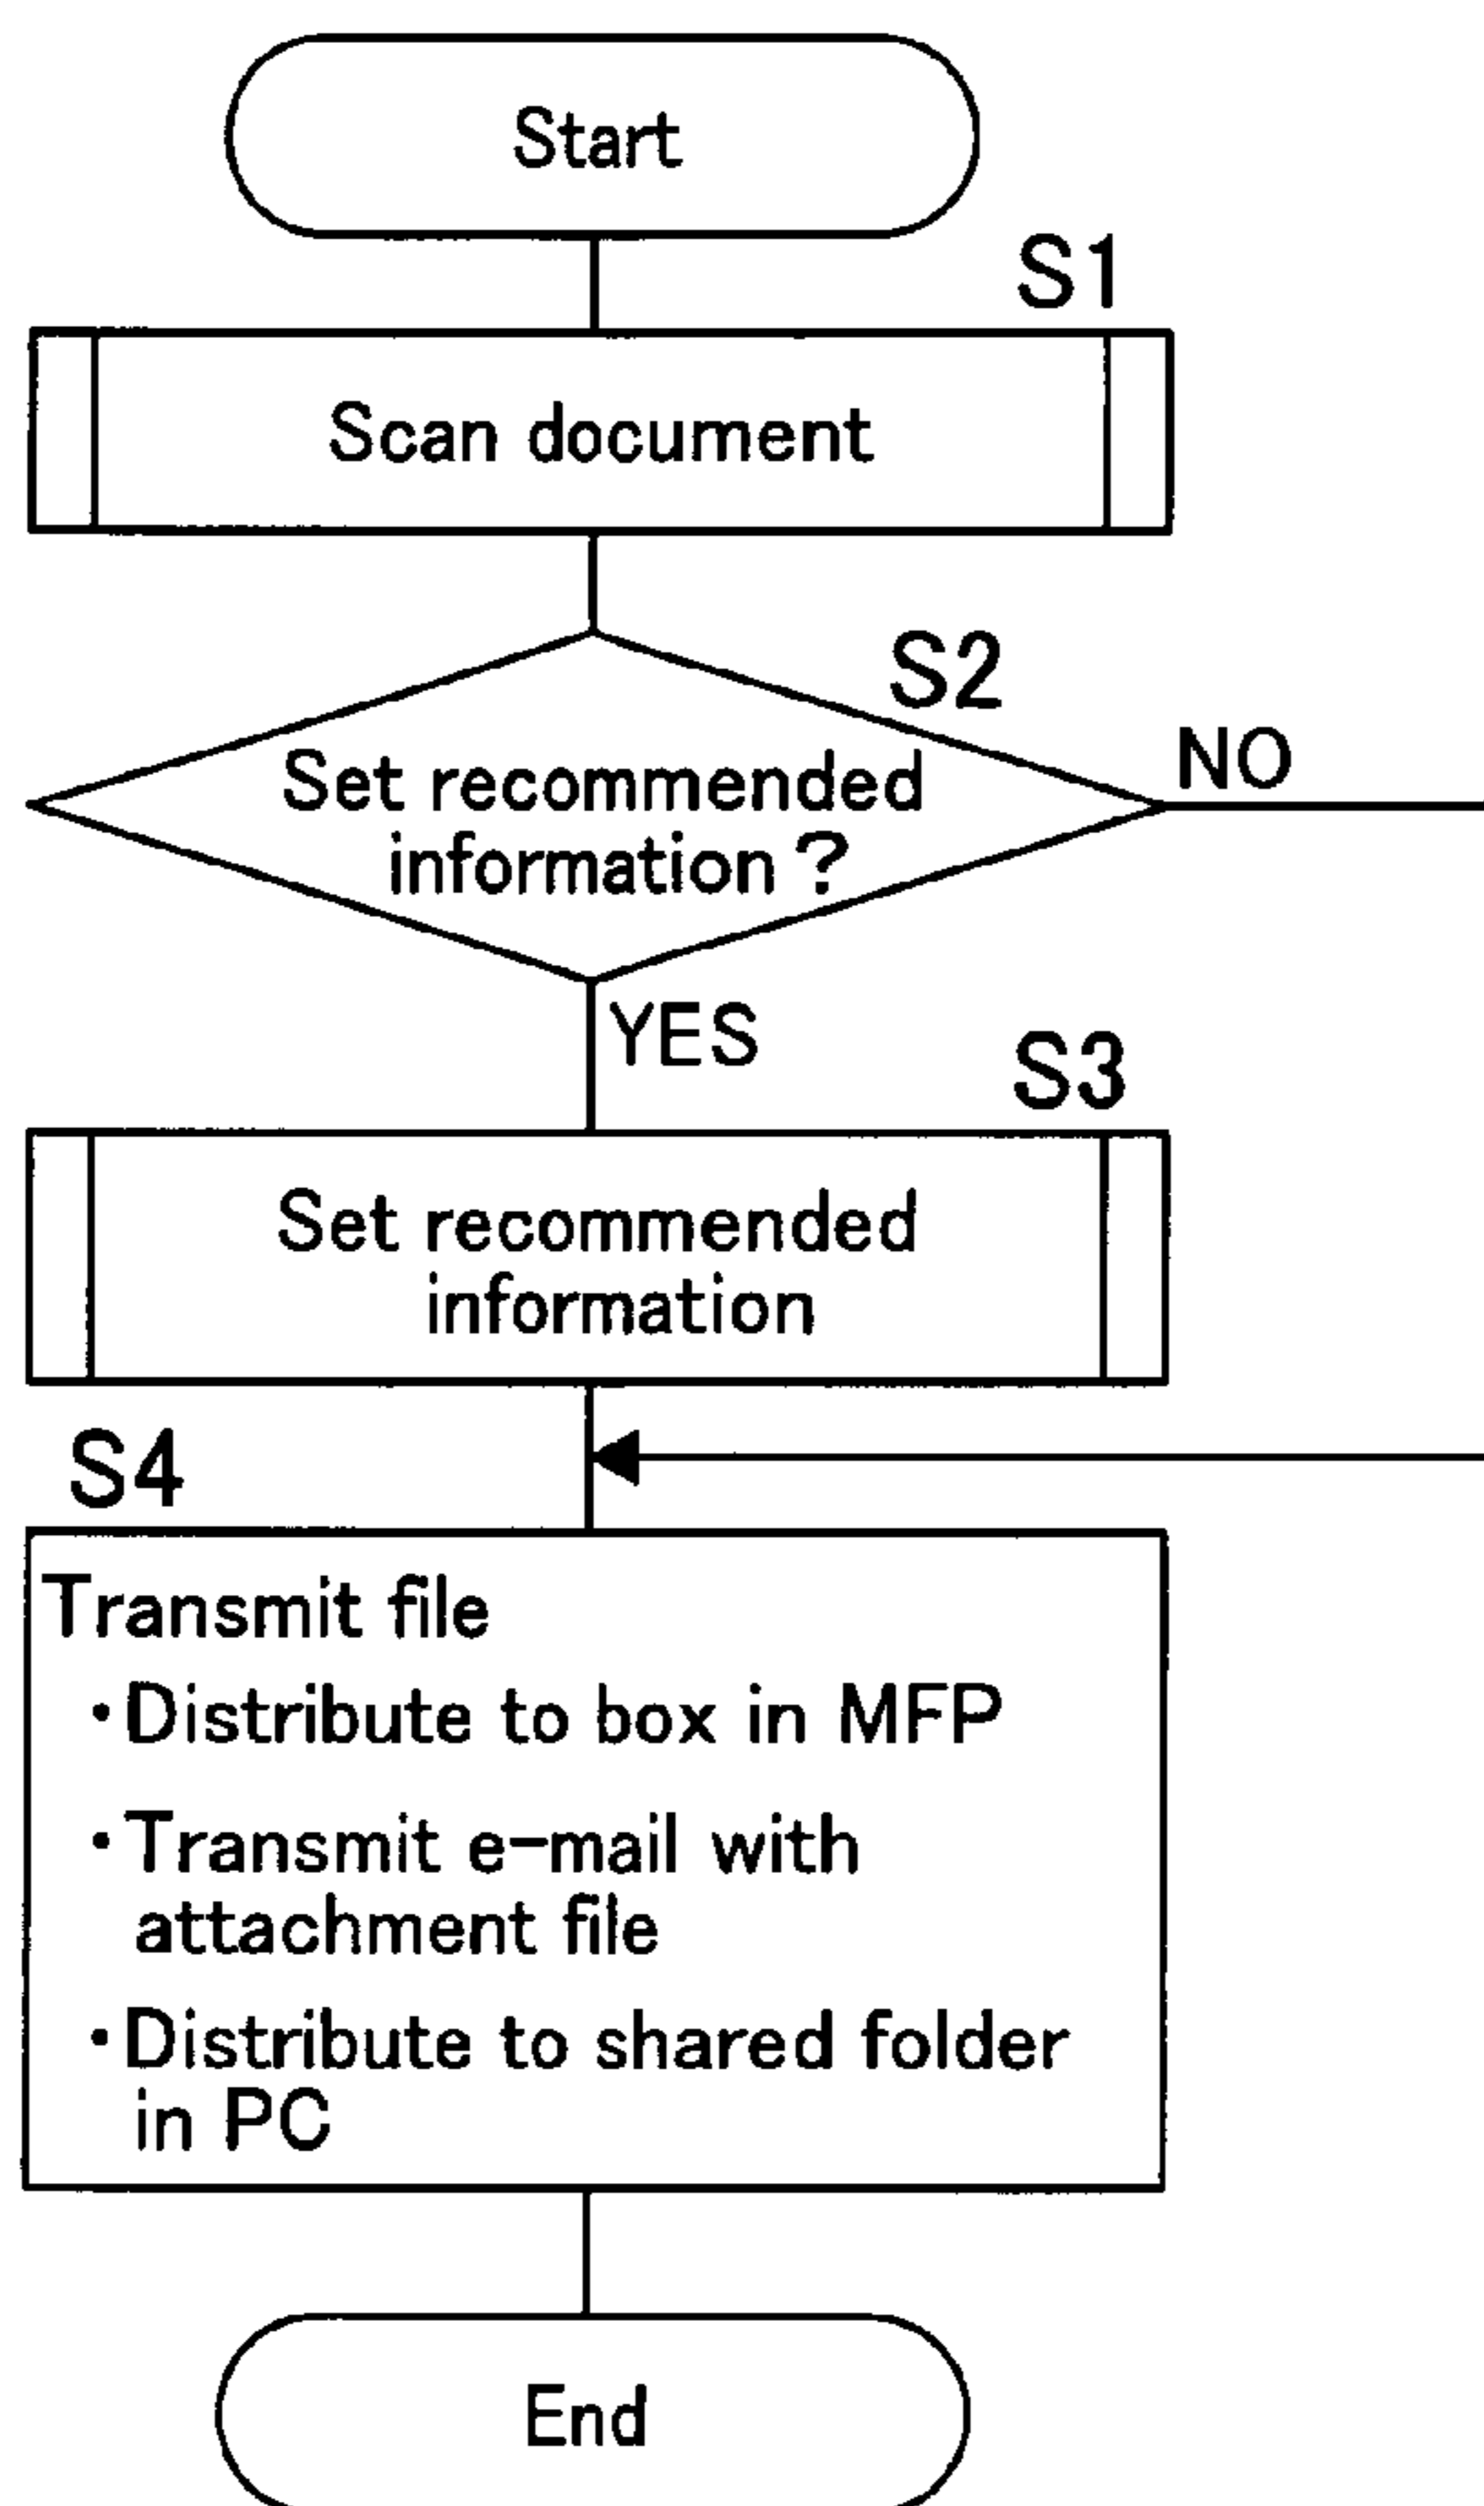 Start
S1
Scan document
S2
NO
Set recommended
information ?
YES
S3
Set recommended
information
S4
Transmit file
・Distribute to box in MFP
・Transmit e-mail with
attachment file
・Distribute to shared folder
in PC
End